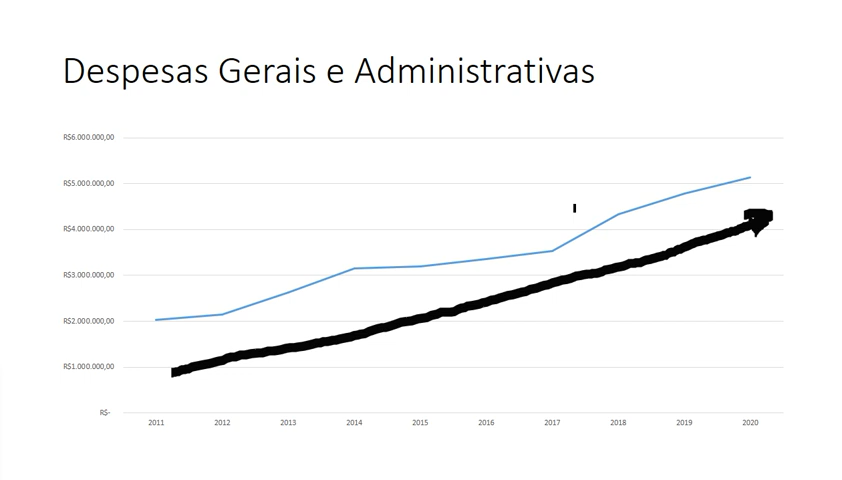 Despesas Gerais e Administrativas
R$6.000.000,00
R$5.000.000,00
R$4.000.000,00
R$3.000.000,00
R$2.000.000,00
R$1.000.000,00
R$-
2011 2012 2013 2014 2015 2016 2017 2018 2019 2020